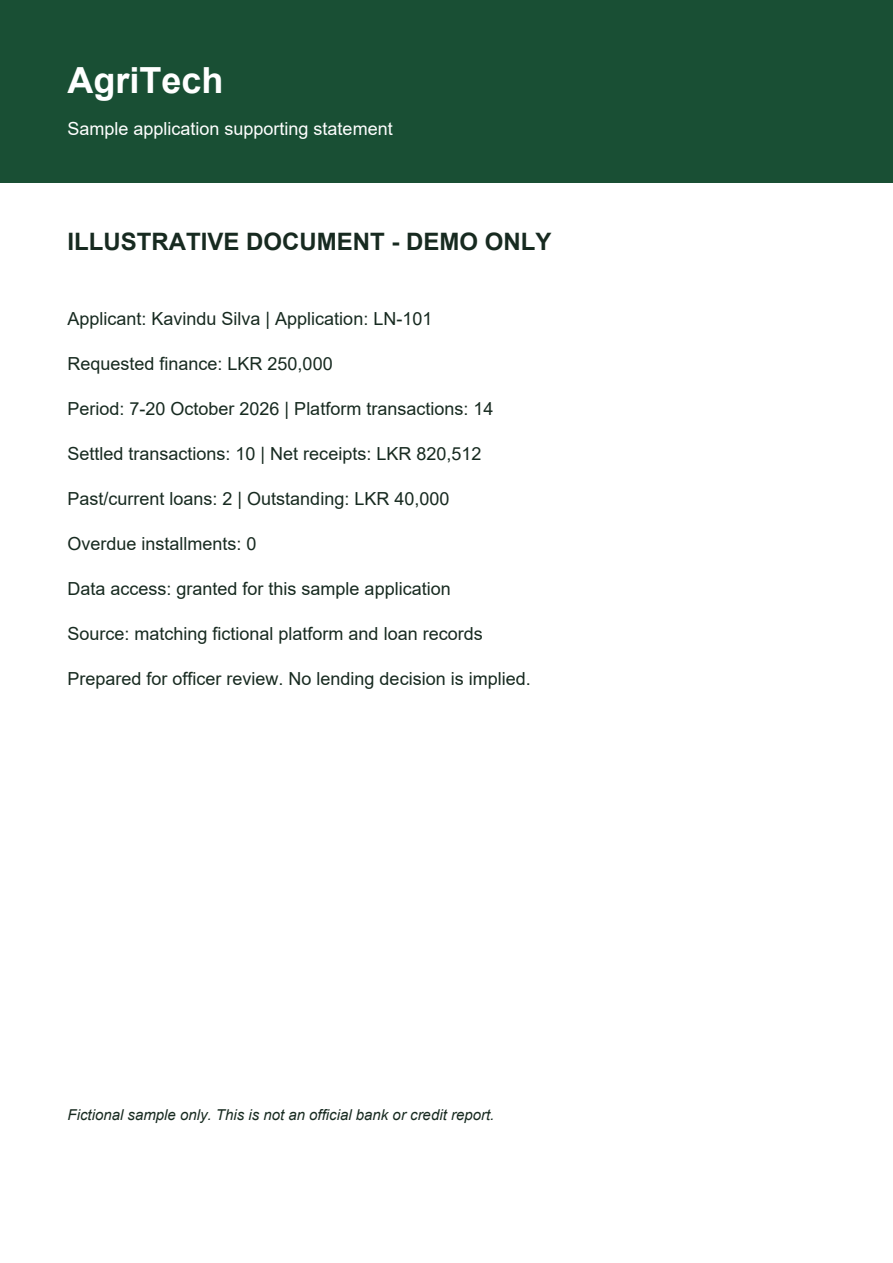 AgriTech
Sample application supporting statement
ILLUSTRATIVE DOCUMENT - DEMO ONLY
Applicant: Kavindu Silva | Application: LN-101
Requested finance: LKR 250,000
Period: 7-20 October 2026 | Platform transactions: 14
Settled transactions: 10 | Net receipts: LKR 820,512
Past/current loans: 2 | Outstanding: LKR 40,000
Overdue installments: 0
Data access: granted for this sample application
Source: matching fictional platform and loan records
Prepared for officer review. No lending decision is implied.
Fictional sample only. This is not an official bank or credit report.